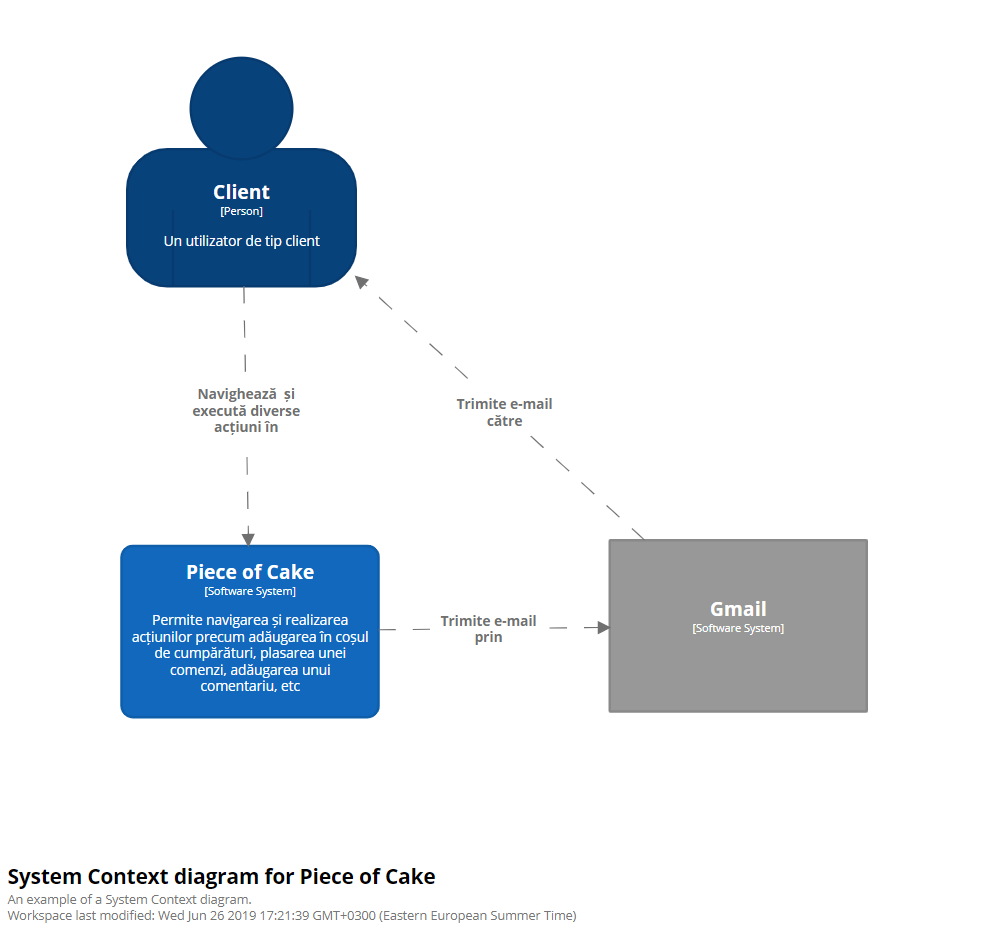 Client
[Person]
Un utilizator de tip client
Navighează și
execută diverse
acțiuni în
Trimite e-mail
către
Piece of Cake
[Software System]
Permite navigarea și realizarea
acțiunilor precum adăugarea în coșul
de cumpărături, plasarea unei
comenzi, adăugarea unui
comentariu, etc
Trimite e-mail
prin
Gmail
[Software System]
System Context diagram for Piece of Cake
An example of a System Context diagram.
Workspace last modified: Wed Jun 26 2019 17:21:39 GMT+0300 (Eastern European Summer Time)